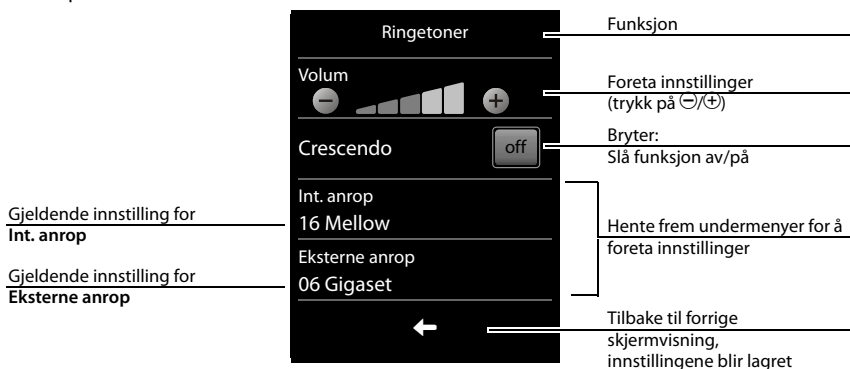 Ringetoner
Volum
Crescendo
off
Int. anrop
16 Mellow
Eksterne anrop
06 Gigaset
Gjeldende innstilling for
Int. anrop
Gjeldende innstilling for
Eksterne anrop
Funksjon
Foreta innstillinger
(trykk på ⊖/⊕)
Bryter:
Slå funksjon av/på
Hente frem undermenyer for å
foreta innstillinger
Tilbake til forrige
skjermvisning,
innstillingene blir lagret